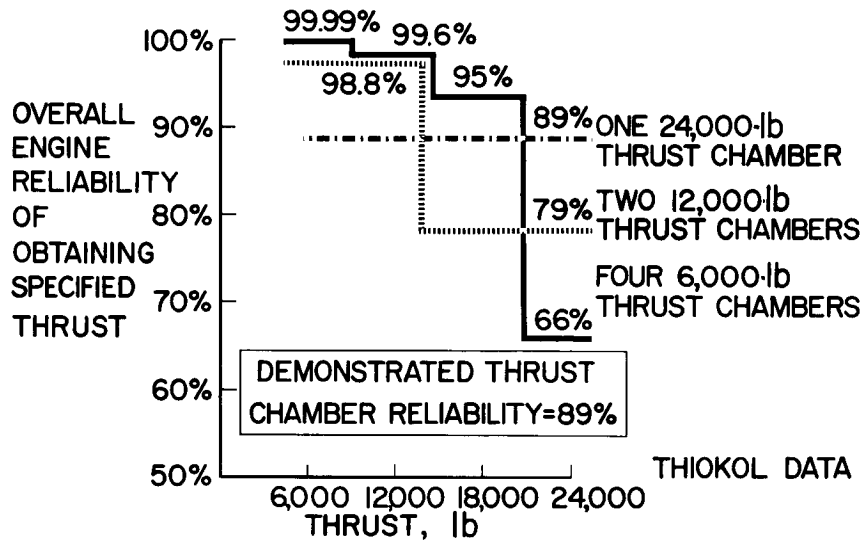 99.99%
100%
99.6%
98.8%
95%
OVERALL
ENGINE
RELIABILITY
OF
OBTAINING
SPECIFIED
THRUST
90%
89%
ONE 24,000-lb
THRUST CHAMBER
80%
79%
TWO 12,000-lb
THRUST CHAMBERS
FOUR 6,000-lb
THRUST CHAMBERS
70%
66%
60%
DEMONSTRATED THRUST
CHAMBER RELIABILITY=89%
50%
THIOKOL DATA
6,000 12,000 18,000 24,000
THRUST, lb